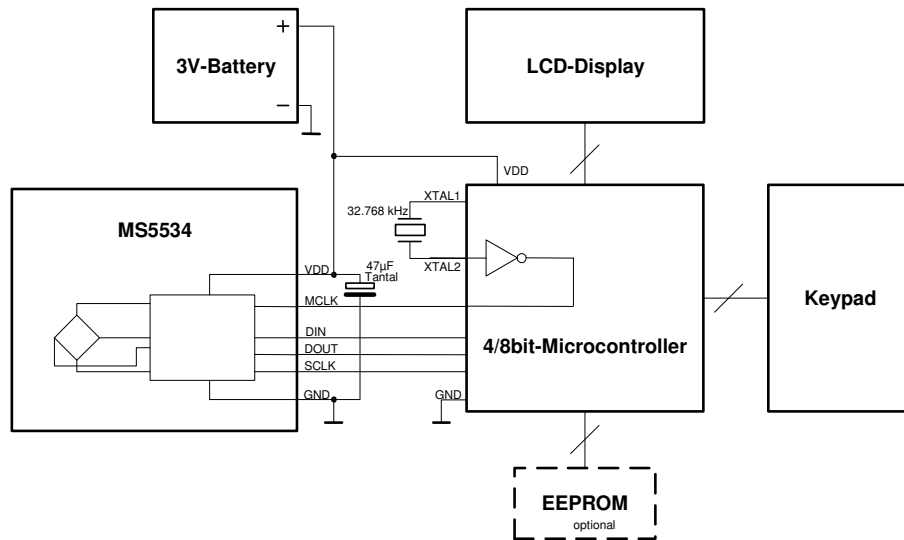 +
3V-Battery
−
LCD-Display
VDD
MS5534
XTAL1
32.768 kHz
XTAL2
VDD
47µF
Tantal
MCLK
DIN
DOUT
SCLK
GND
4/8bit-Microcontroller
GND
Keypad
EEPROM
optional